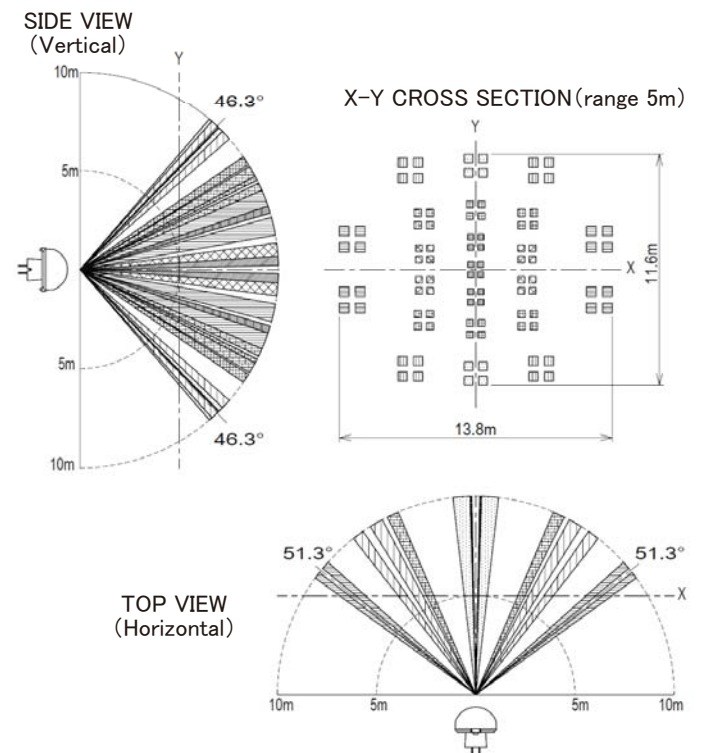 SIDE VIEW
(Vertical)
Y
10m
46.3°
5m
5m
46.3°
10m
X-Y CROSS SECTION(range 5m)
Y
X
11.6m
13.8m
TOP VIEW
(Horizontal)
51.3°
51.3°
X
10m
5m
5m
10m